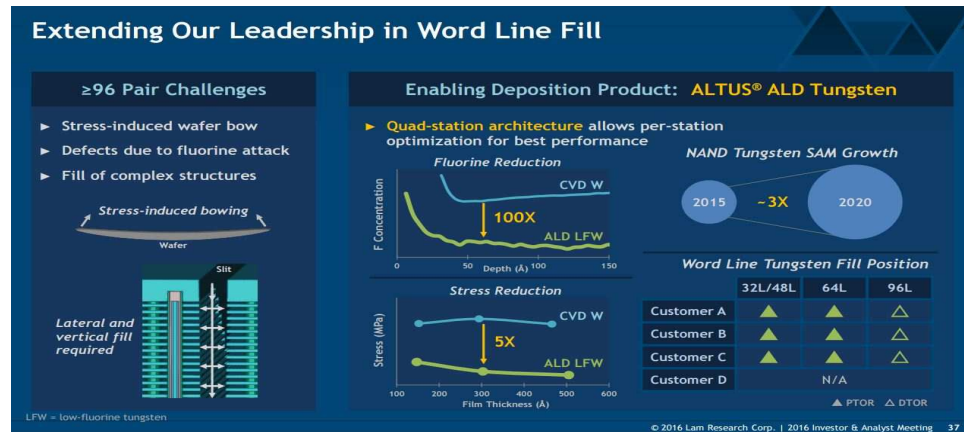 Extending Our Leadership in Word Line Fill
≥96 Pair Challenges
► Stress-induced wafer bow
► Defects due to fluorine attack
► Fill of complex structures
Stress-induced bowing
Wafer
Slit
Lateral and
vertical fill
required
LFW = low-fluorine tungsten
Enabling Deposition Product: ALTUS® ALD Tungsten
► Quad-station architecture allows per-station
optimization for best performance
Fluorine Reduction
F Concentration
CVD W
100X
ALD LFW
0 50 Depth (Å) 100 150
Stress Reduction
Stress (MPa)
CVD W
5X
ALD LFW
100 200 300 400 500 600
Film Thickness (Å)
NAND Tungsten SAM Growth
2015 ~3X 2020
Word Line Tungsten Fill Position
32L/48L 64L 96L
Customer A ▲ ▲ △
Customer B ▲ ▲ △
Customer C ▲ ▲ △
Customer D N/A
▲ PTOR △ DTOR
© 2016 Lam Research Corp. | 2016 Investor & Analyst Meeting 37